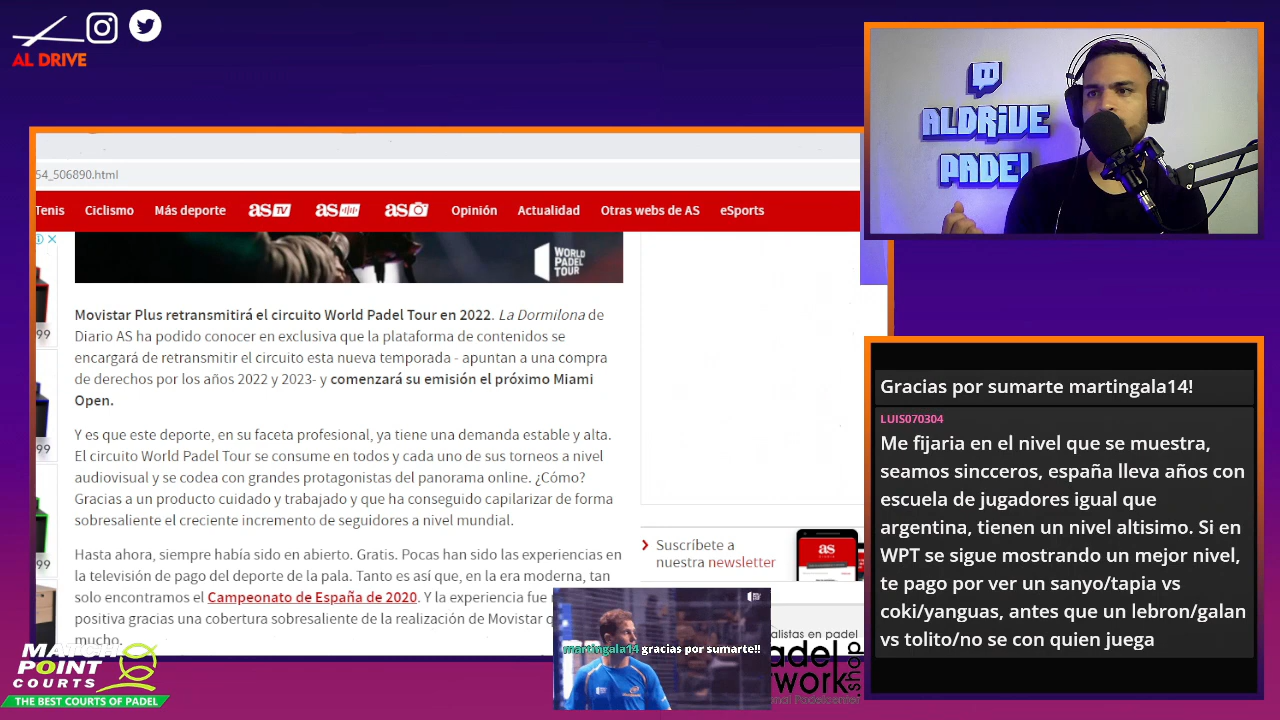 AL DRIVE
ALDRIVE
PADEL
54_506890.html
Tenis Ciclismo Más deporte as TV as as Opinión Actualidad Otras webs de AS eSports
WORLD
PADEL
TOUR
99
99
99
Movistar Plus retransmitirá el circuito World Padel Tour en 2022. La Dormilona de
Diario AS ha podido conocer en exclusiva que la plataforma de contenidos se
encargará de retransmitir el circuito esta nueva temporada - apuntan a una compra
de derechos por los años 2022 y 2023- y comenzará su emisión el próximo Miami
Open.
Y es que este deporte, en su faceta profesional, ya tiene una demanda estable y alta.
El circuito World Padel Tour se consume en todos y cada uno de sus torneos a nivel
audiovisual y se codea con grandes protagonistas del panorama online. ¿Cómo?
Gracias a un producto cuidado y trabajado y que ha conseguido capilarizar de forma
sobresaliente el creciente incremento de seguidores a nivel mundial.
Hasta ahora, siempre había sido en abierto. Gratis. Pocas han sido las experiencias en
la televisión de pago del deporte de la pala. Tanto es así que, en la era moderna, tan
solo encontramos el Campeonato de España de 2020. Y la experiencia fue
positiva gracias una cobertura sobresaliente de la realización de Movistar q
mucho.
Suscríbete a
nuestra newsletter
as
martingala14 gracias por sumarte!!
alistas en padel
adel
work.shop
nal Padelcenter
MATCH
POINT
COURTS
THE BEST COURTS OF PADEL
Gracias por sumarte martingala14!
LUIS070304
Me fijaria en el nivel que se muestra,
seamos sincceros, españa lleva años con
escuela de jugadores igual que
argentina, tienen un nivel altisimo. Si en
WPT se sigue mostrando un mejor nivel,
te pago por ver un sanyo/tapia vs
coki/yanguas, antes que un lebron/galan
vs tolito/no se con quien juega